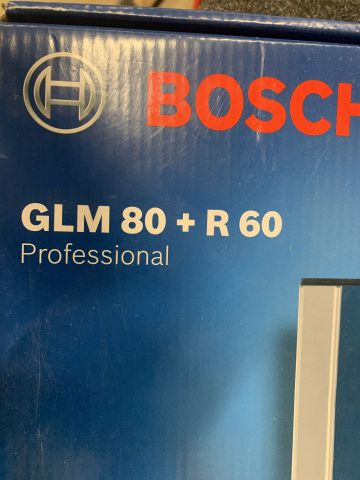 BOSCH
GLM 80 + R 60
Professional